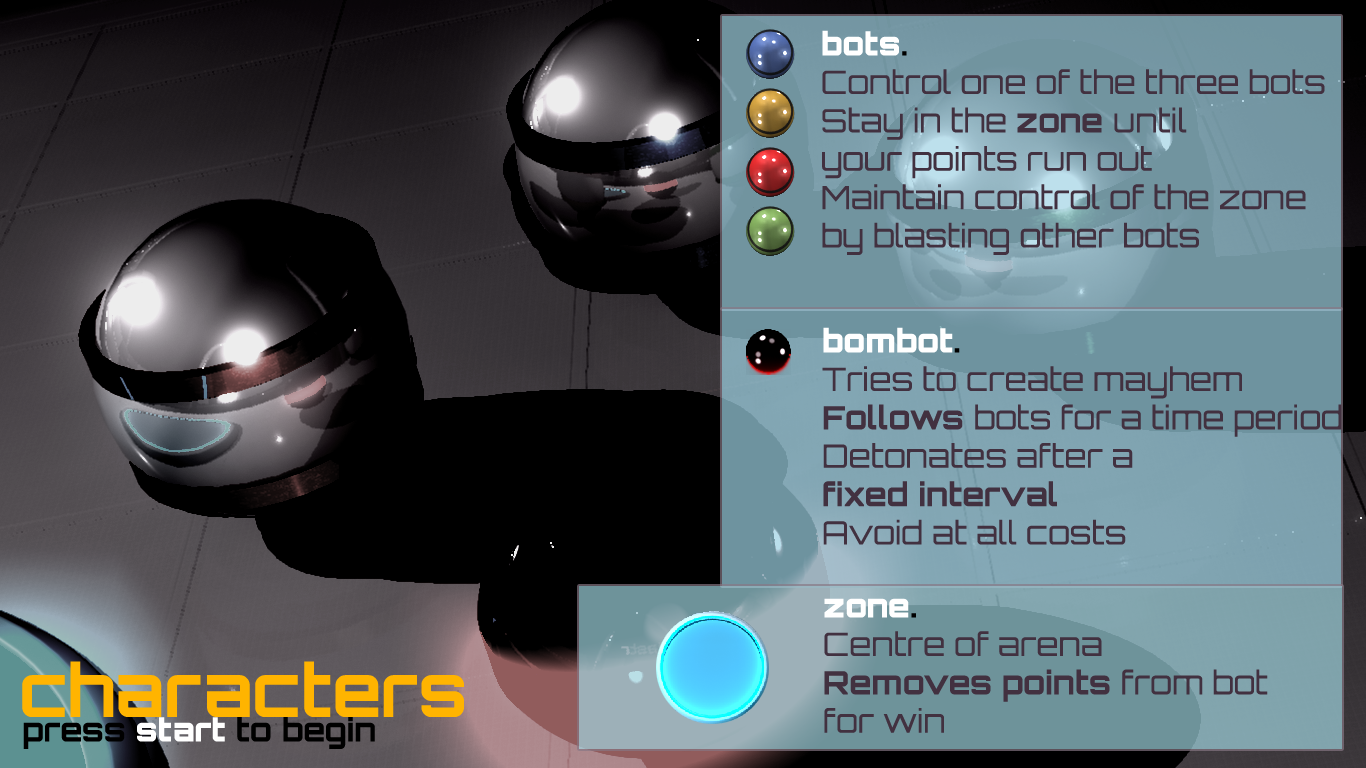 bots.
Control one of the three bots
Stay in the zone until
your points run out
Maintain control of the zone
by blasting other bots
bombot.
Tries to create mayhem
Follows bots for a time period
Detonates after a
fixed interval
Avoid at all costs
zone.
Centre of arena
Removes points from bot
for win
characters
press start to begin